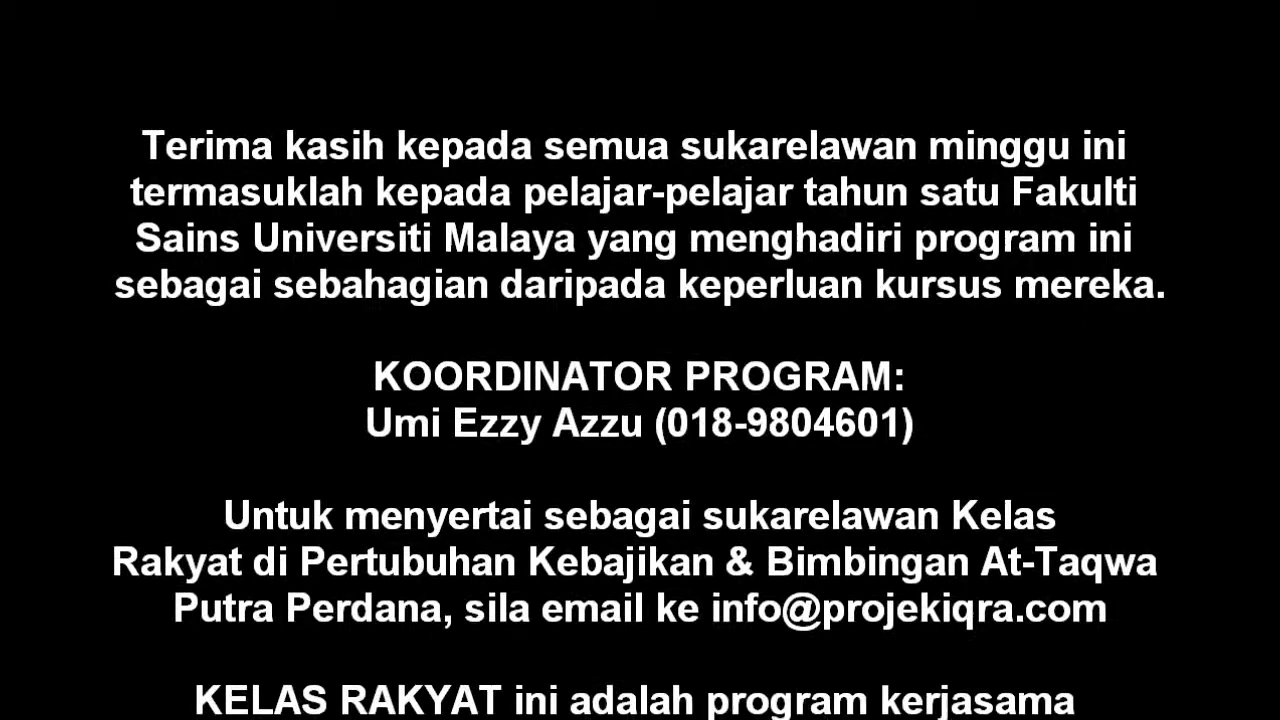 Terima kasih kepada semua sukarelawan minggu ini
termasuklah kepada pelajar-pelajar tahun satu Fakulti
Sains Universiti Malaya yang menghadiri program ini
sebagai sebahagian daripada keperluan kursus mereka.
KOORDINATOR PROGRAM:
Umi Ezzy Azzu (018-9804601)
Untuk menyertai sebagai sukarelawan Kelas
Rakyat di Pertubuhan Kebajikan & Bimbingan At-Taqwa
Putra Perdana, sila email ke info@projekiqra.com
KELAS RAKYAT ini adalah program kerjasama